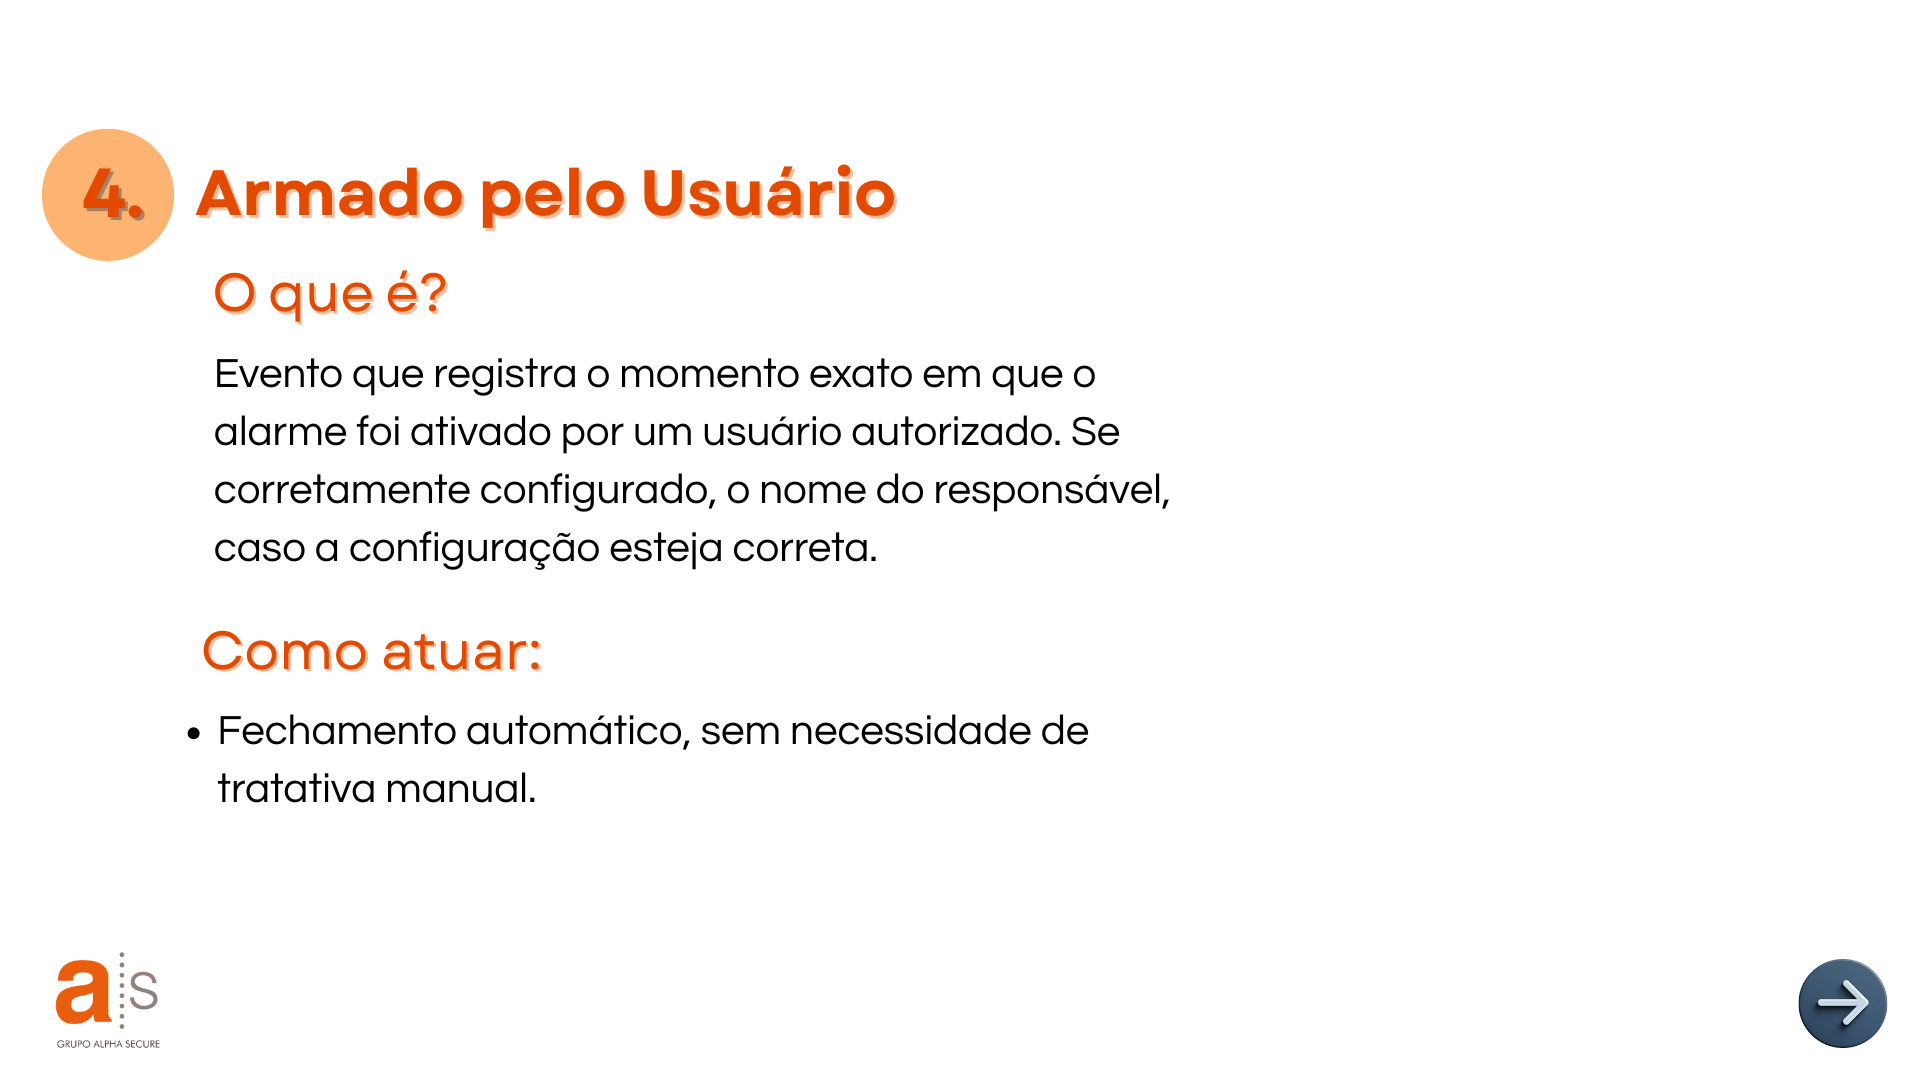 4. Armado pelo Usuário
O que é?
Evento que registra o momento exato em que o
alarme foi ativado por um usuário autorizado. Se
corretamente configurado, o nome do responsável,
caso a configuração esteja correta.
Como atuar:
• Fechamento automático, sem necessidade de
tratativa manual.
a s
GRUPO ALPHA SECURE